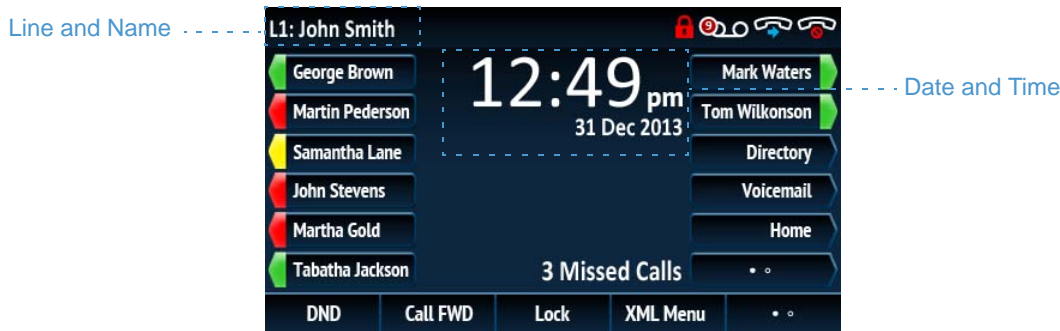 Line and Name
L1: John Smith
9
George Brown
12:49 pm
Mark Waters
Date and Time
Martin Pederson
31 Dec 2013
Tom Wilkonson
Samantha Lane
Directory
John Stevens
Voicemail
Martha Gold
Home
Tabatha Jackson
3 Missed Calls
DND
Call FWD
Lock
XML Menu